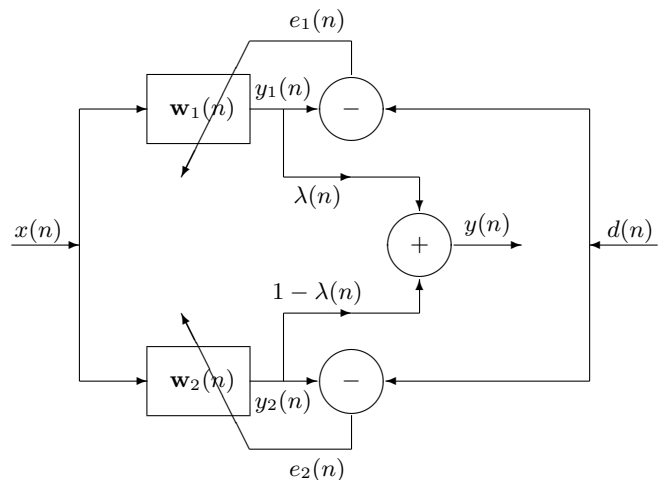 e₁(n)
w₁(n)
y₁(n)
−
λ(n)
x(n)
+
y(n)
d(n)
1 − λ(n)
w₂(n)
y₂(n)
−
e₂(n)